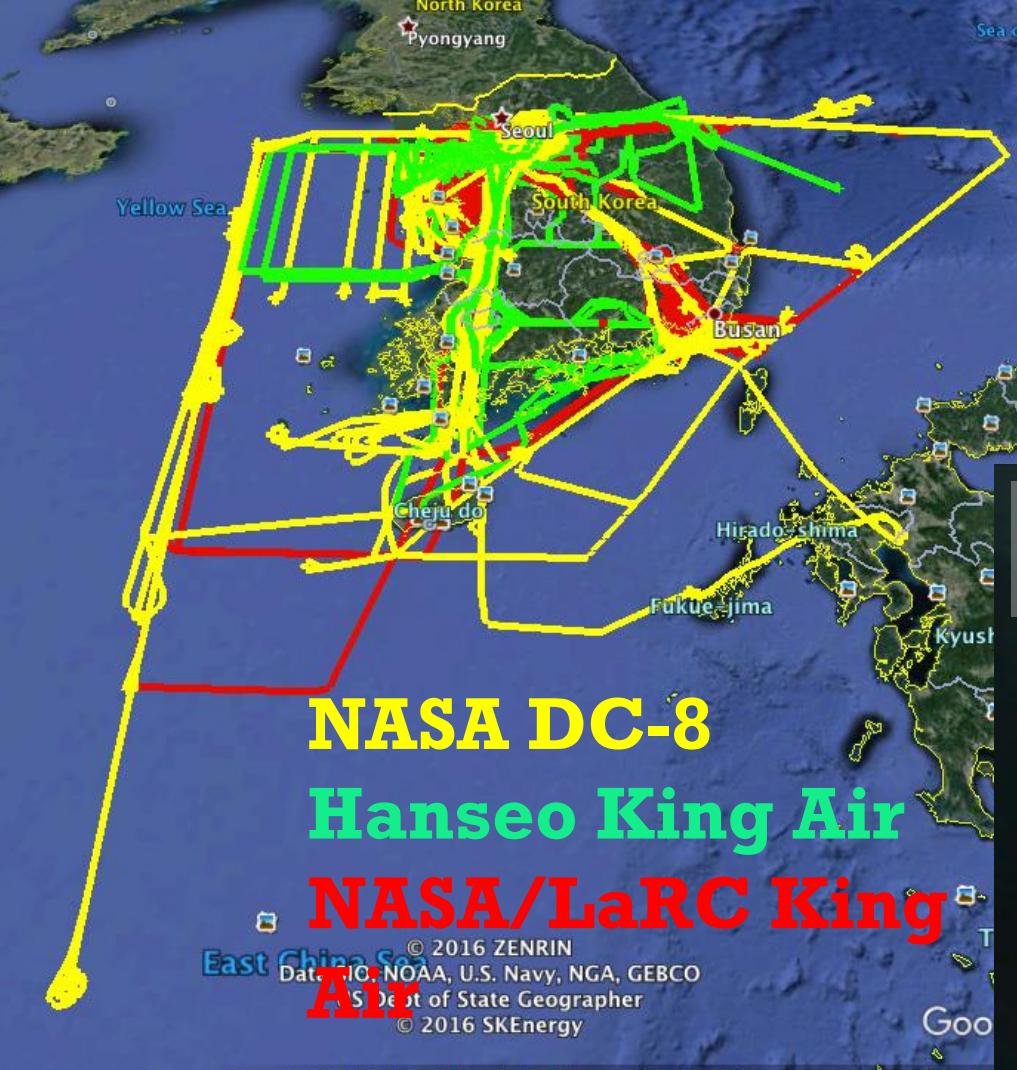 North Korea
Pyongyang
Sea
Seoul
Yellow Sea
South Korea
Busan
Cheju do
Hirado-shima
Fukue-jima
Kyush
NASA DC-8
Hanseo King Air
NASA/LaRC King
Air
East China Sea
© 2016 ZENRIN
Data SIO, NOAA, U.S. Navy, NGA, GEBCO
US Dept of State Geographer
© 2016 SKEnergy
T
Goo